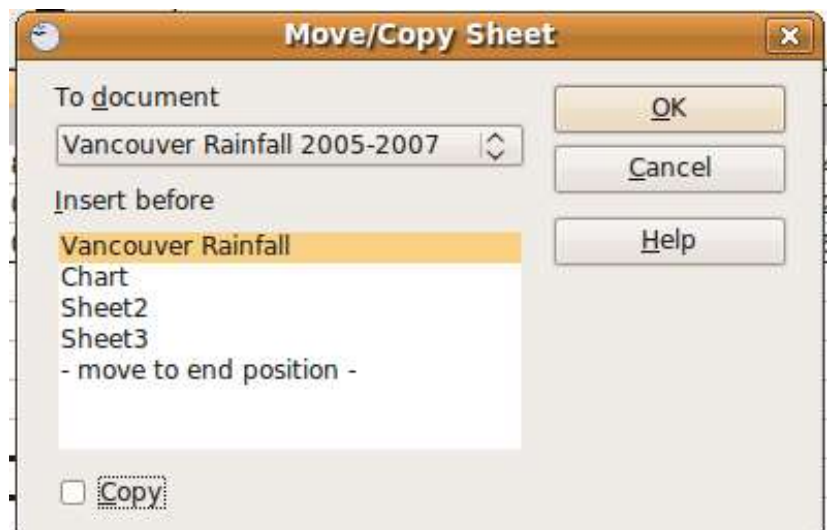 Move/Copy Sheet
To document
Vancouver Rainfall 2005-2007
Insert before
Vancouver Rainfall
Chart
Sheet2
Sheet3
- move to end position -
Copy
OK
Cancel
Help